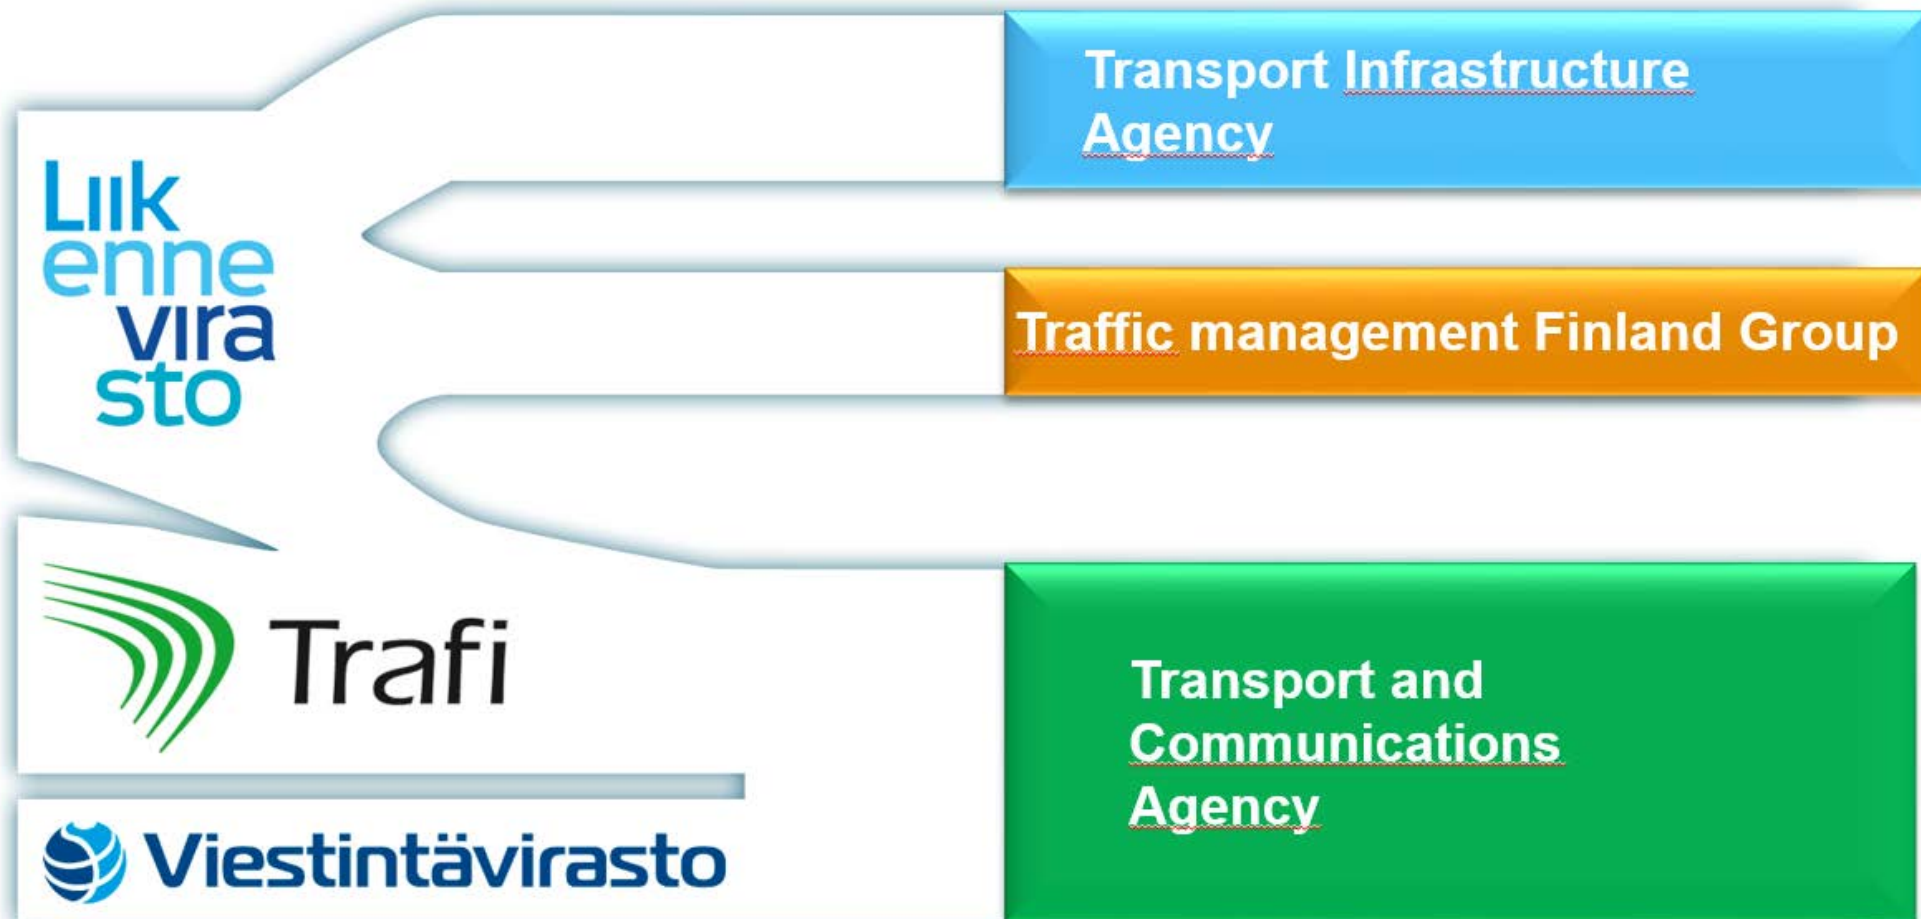 Liik
enne
vira
sto
Transport Infrastructure
Agency
Traffic management Finland Group
Trafi
Transport and
Communications
Agency
Viestintävirasto